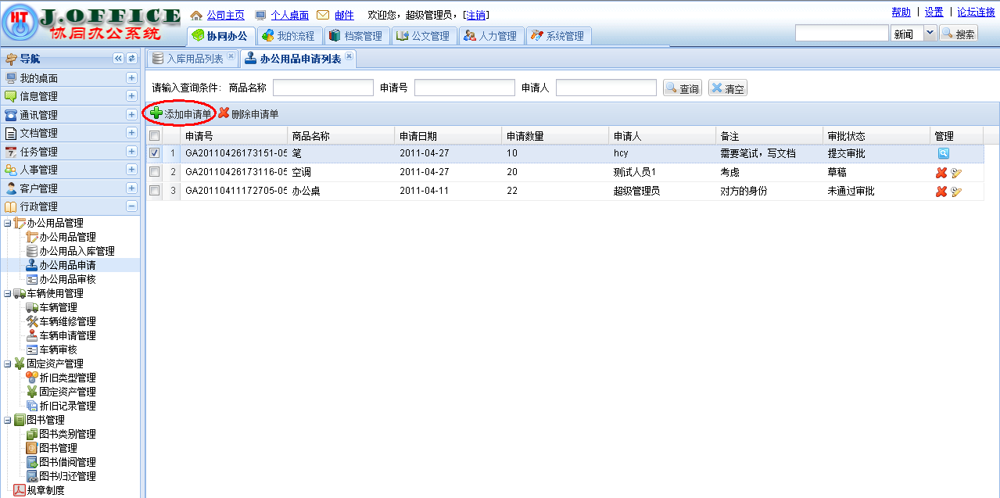 HT J.OFFICE
协同办公系统
公司主页 个人桌面 邮件 欢迎您，超级管理员，[注销]
帮助 | 设置 | 论坛连接
协同办公 我的流程 档案管理 公文管理 人力管理 系统管理
新闻 搜索
导航
我的桌面
信息管理
通讯管理
文档管理
任务管理
人事管理
客户管理
行政管理
办公用品管理
办公用品管理
办公用品入库管理
办公用品申请
办公用品审核
车辆使用管理
车辆管理
车辆维修管理
车辆申请管理
车辆审核
固定资产管理
折旧类型管理
固定资产管理
折旧记录管理
图书管理
图书类别管理
图书管理
图书借阅管理
图书归还管理
规章制度
入库用品列表 办公用品申请列表
请输入查询条件: 商品名称 申请号 申请人 查询 清空
添加申请单 删除申请单
申请号 商品名称 申请日期 申请数量 申请人 备注 审批状态 管理
1 GA20110426173151-05 笔 2011-04-27 10 hcy 需要笔试，写文档 提交审批
2 GA20110426173116-05 空调 2011-04-27 20 测试人员1 考虑 草稿
3 GA20110411172705-05 办公桌 2011-04-11 22 超级管理员 对方的身份 未通过审批